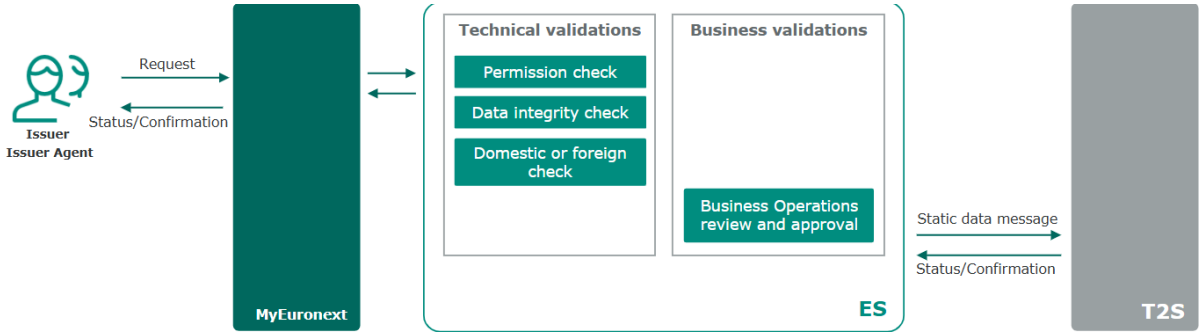 Request
Status/Confirmation
Issuer
Issuer Agent
MyEuronext
Technical validations
Permission check
Data integrity check
Domestic or foreign
check
Business validations
Business Operations
review and approval
ES
Static data message
Status/Confirmation
T2S